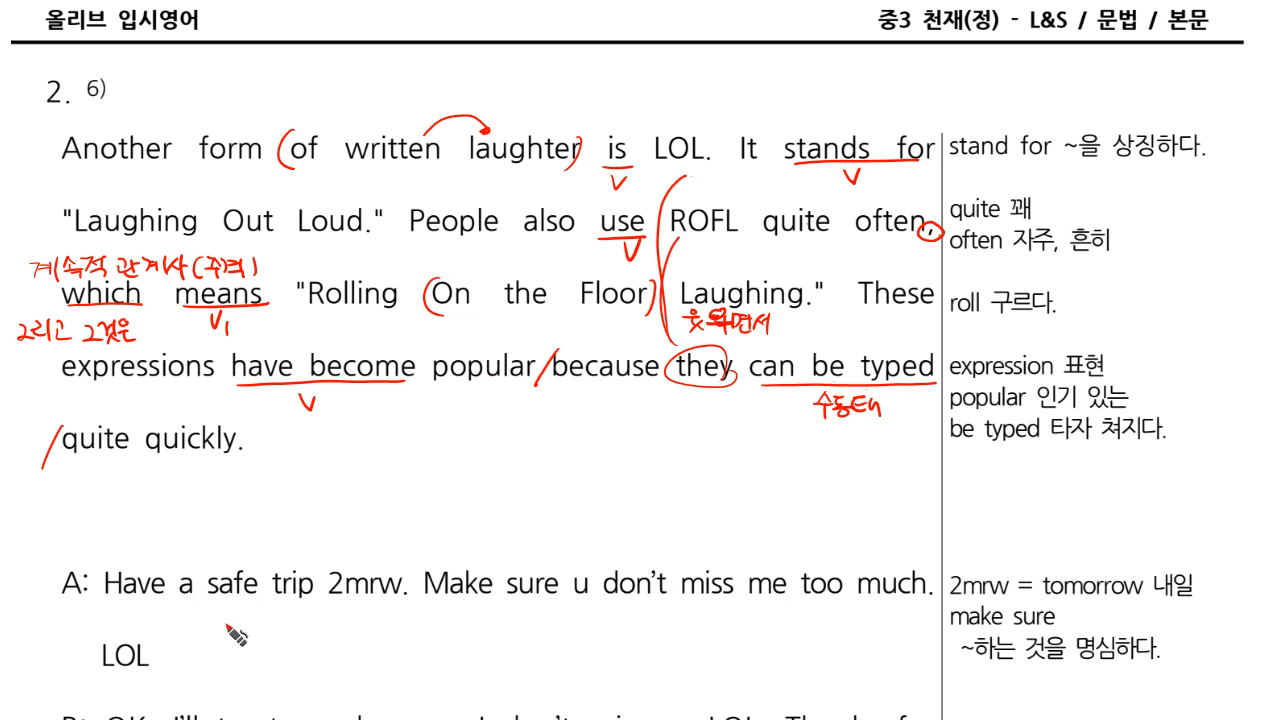 올리브 입시영어 중3 천재(정) - L&S / 문법 / 본문
2. 6)
Another form (of written laughter) is LOL. It stands for
V V
stand for ~을 상징하다.
"Laughing Out Loud." People also use ROFL quite often,
V
quite 꽤
often 자주, 흔히
계속적 관계사(주격)
which means "Rolling (On the Floor) Laughing." These
roll 구르다.
그리고 그것은 V1
expressions have become popular/because they can be typed
V 수동태
expression 표현
popular 인기 있는
be typed 타자 쳐지다.
/quite quickly.
A: Have a safe trip 2mrw. Make sure u don't miss me too much.
LOL
2mrw = tomorrow 내일
make sure
~하는 것을 명심하다.